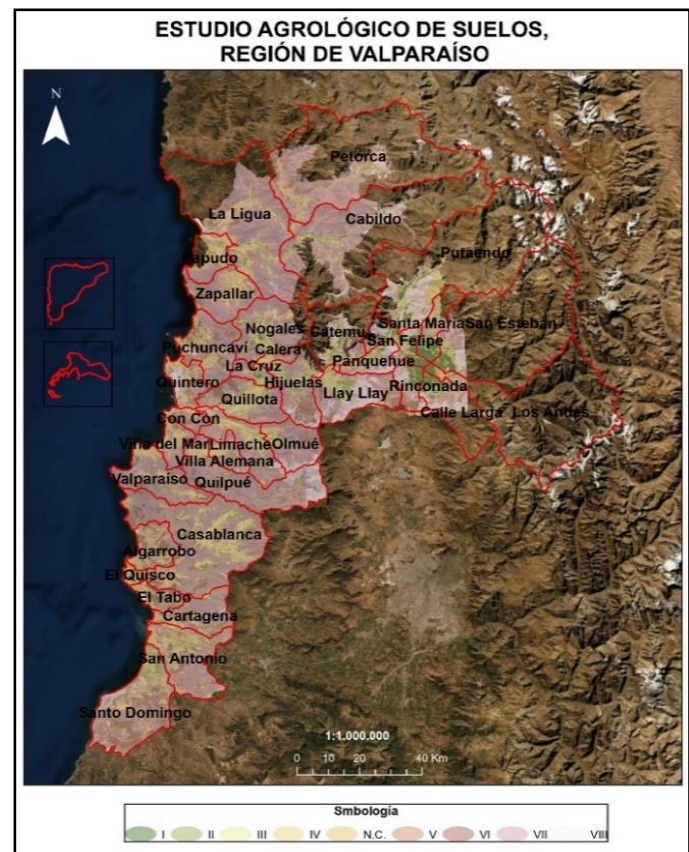 ESTUDIO AGROLÓGICO DE SUELOS,
REGIÓN DE VALPARAÍSO
N
Petorca
La Ligua
Cabildo
Putaendo
Zapallar
Nogales
Catemu
Santa María
San Esteban
San Felipe
Puchuncaví
Calera
Panquehue
La Cruz
Quintero
Hijuelas
Llay Llay
Rinconada
Quillota
Calle Larga
Los Andes
Con Cón
Viña del Mar
Limache
Olmué
Villa Alemana
Valparaíso
Quilpué
Casablanca
Algarrobo
El Quisco
El Tabo
Cartagena
San Antonio
Santo Domingo
1:1.000.000
0 10 20 40 Km
Smbología
I II III IV N.C. V VI VII VIII